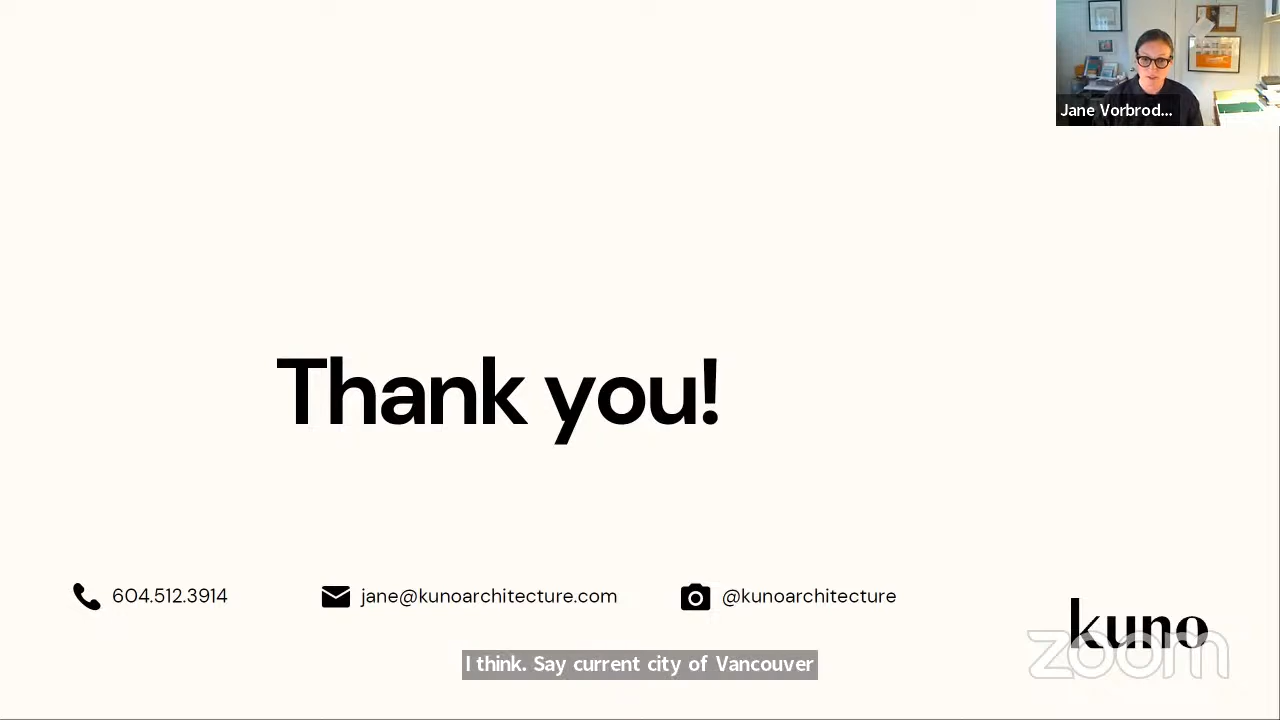 Jane Vorbrod...
Thank you!
604.512.3914
jane@kunoarchitecture.com
@kunoarchitecture
kuno
zoom
I think. Say current city of Vancouver